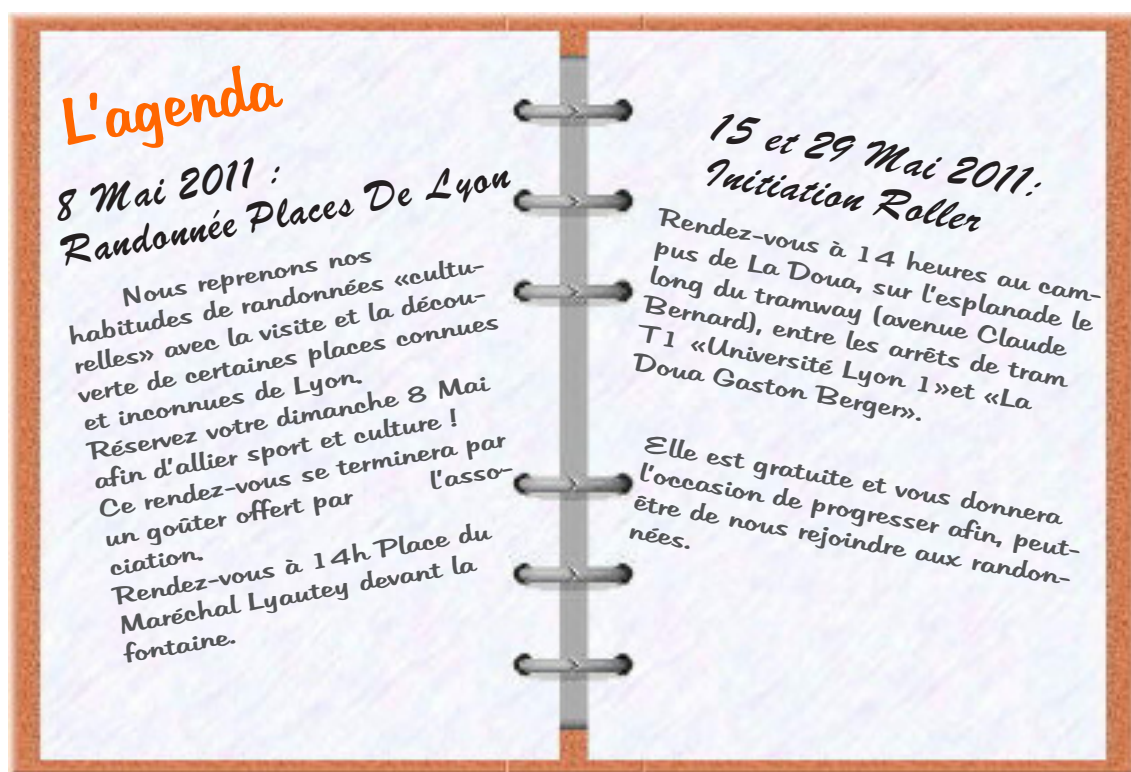 L'agenda
8 Mai 2011 :
Randonnée Places De Lyon
Nous reprenons nos
habitudes de randonnées «cultu-
relles» avec la visite et la décou-
verte de certaines places connues
et inconnues de Lyon.
Réservez votre dimanche 8 Mai
afin d'allier sport et culture !
Ce rendez-vous se terminera par
un goûter offert par l'asso-
ciation.
Rendez-vous à 14h Place du
Maréchal Lyautey devant la
fontaine.
15 et 29 Mai 2011:
Initiation Roller
Rendez-vous à 14 heures au cam-
pus de La Doua, sur l'esplanade le
long du tramway (avenue Claude
Bernard), entre les arrêts de tram
T1 «Université Lyon 1»et «La
Doua Gaston Berger».
Elle est gratuite et vous donnera
l'occasion de progresser afin, peut-
être de nous rejoindre aux randon-
nées.